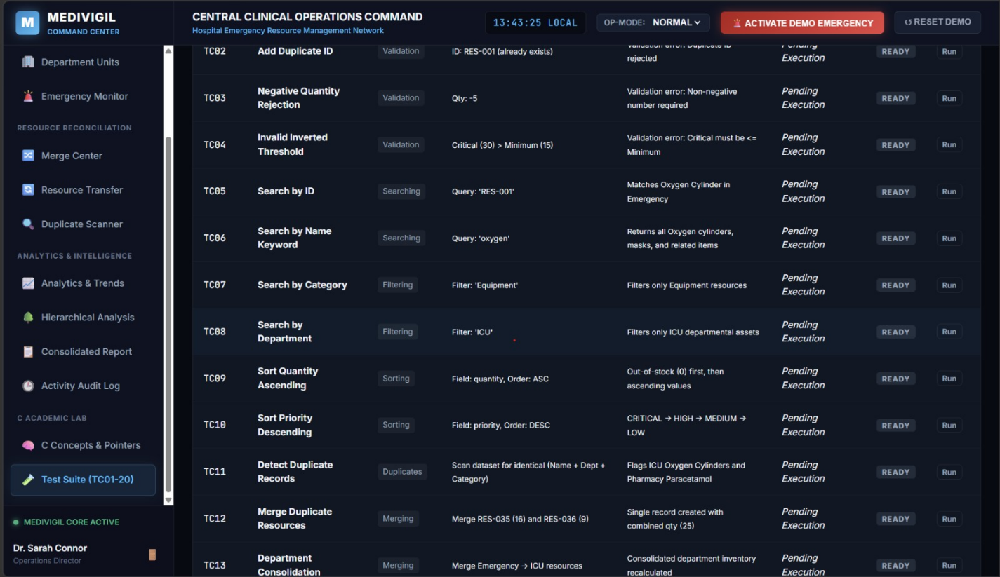 M
MEDIVIGIL
COMMAND CENTER
CENTRAL CLINICAL OPERATIONS COMMAND
Hospital Emergency Resource Management Network
13:43:25 LOCAL
OP-MODE: NORMAL
ACTIVATE DEMO EMERGENCY
↺ RESET DEMO
Department Units
Emergency Monitor
RESOURCE RECONCILIATION
Merge Center
Resource Transfer
Duplicate Scanner
ANALYTICS & INTELLIGENCE
Analytics & Trends
Hierarchical Analysis
Consolidated Report
Activity Audit Log
C ACADEMIC LAB
C Concepts & Pointers
Test Suite (TC01-20)
MEDIVIGIL CORE ACTIVE
Dr. Sarah Connor
Operations Director
TC02
Add Duplicate ID
Validation
ID: RES-001 (already exists)
Validation error: Duplicate ID
rejected
Pending
Execution
READY
Run
TC03
Negative Quantity
Rejection
Validation
Qty: -5
Validation error: Non-negative
number required
Pending
Execution
READY
Run
TC04
Invalid Inverted
Threshold
Validation
Critical (30) > Minimum (15)
Validation error: Critical must be <=
Minimum
Pending
Execution
READY
Run
TC05
Search by ID
Searching
Query: 'RES-001'
Matches Oxygen Cylinder in
Emergency
Pending
Execution
READY
Run
TC06
Search by Name
Keyword
Searching
Query: 'oxygen'
Returns all Oxygen cylinders,
masks, and related items
Pending
Execution
READY
Run
TC07
Search by Category
Filtering
Filter: 'Equipment'
Filters only Equipment resources
Pending
Execution
READY
Run
TC08
Search by
Department
Filtering
Filter: 'ICU'
Filters only ICU departmental assets
Pending
Execution
READY
Run
TC09
Sort Quantity
Ascending
Sorting
Field: quantity, Order: ASC
Out-of-stock (0) first, then
ascending values
Pending
Execution
READY
Run
TC10
Sort Priority
Descending
Sorting
Field: priority, Order: DESC
CRITICAL → HIGH → MEDIUM →
LOW
Pending
Execution
READY
Run
TC11
Detect Duplicate
Records
Duplicates
Scan dataset for identical (Name + Dept +
Category)
Flags ICU Oxygen Cylinders and
Pharmacy Paracetamol
Pending
Execution
READY
Run
TC12
Merge Duplicate
Resources
Merging
Merge RES-035 (16) and RES-036 (9)
Single record created with
combined qty (25)
Pending
Execution
READY
Run
TC13
Department
Consolidation
Merging
Merge Emergency → ICU resources
Consolidated department inventory
recalculated
Pending
Execution
READY
Run